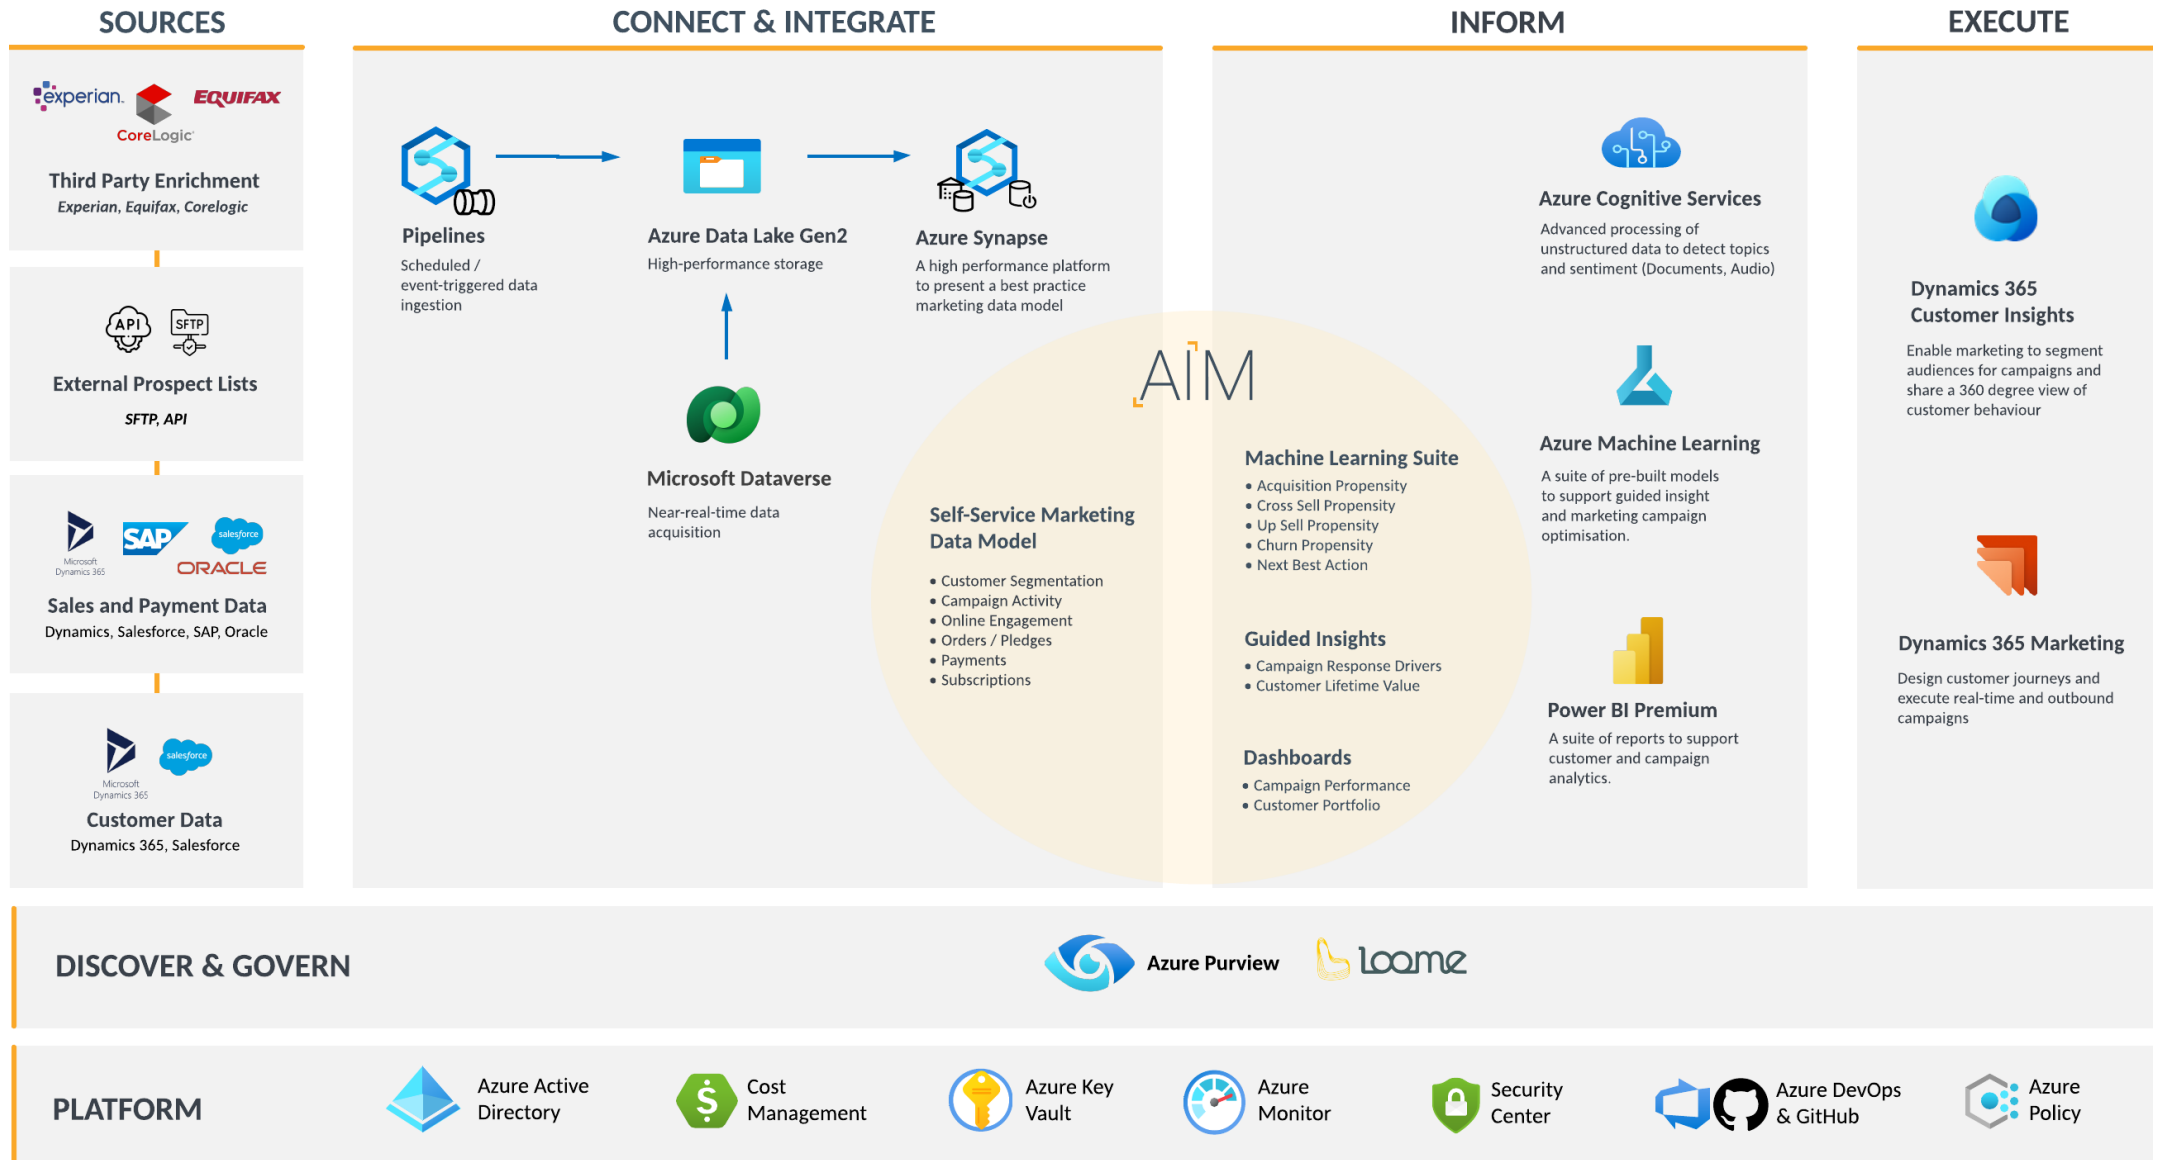 SOURCES
experian.
EQUIFAX
CoreLogic
Third Party Enrichment
Experian, Equifax, Corelogic
API
SFTP
External Prospect Lists
SFTP, API
SAP
salesforce
Microsoft
Dynamics 365
ORACLE
Sales and Payment Data
Dynamics, Salesforce, SAP, Oracle
salesforce
Microsoft
Dynamics 365
Customer Data
Dynamics 365, Salesforce
CONNECT & INTEGRATE
Pipelines
Scheduled /
event-triggered data
ingestion
Azure Data Lake Gen2
High-performance storage
Azure Synapse
A high performance platform
to present a best practice
marketing data model
Microsoft Dataverse
Near-real-time data
acquisition
AIM
Self-Service Marketing
Data Model
• Customer Segmentation
• Campaign Activity
• Online Engagement
• Orders / Pledges
• Payments
• Subscriptions
INFORM
Machine Learning Suite
• Acquisition Propensity
• Cross Sell Propensity
• Up Sell Propensity
• Churn Propensity
• Next Best Action
Guided Insights
• Campaign Response Drivers
• Customer Lifetime Value
Dashboards
• Campaign Performance
• Customer Portfolio
Azure Cognitive Services
Advanced processing of
unstructured data to detect topics
and sentiment (Documents, Audio)
Azure Machine Learning
A suite of pre-built models
to support guided insight
and marketing campaign
optimisation.
Power BI Premium
A suite of reports to support
customer and campaign
analytics.
EXECUTE
Dynamics 365
Customer Insights
Enable marketing to segment
audiences for campaigns and
share a 360 degree view of
customer behaviour
Dynamics 365 Marketing
Design customer journeys and
execute real-time and outbound
campaigns
DISCOVER & GOVERN
Azure Purview
loome
PLATFORM
Azure Active
Directory
Cost
Management
Azure Key
Vault
Azure
Monitor
Security
Center
Azure DevOps
& GitHub
Azure
Policy